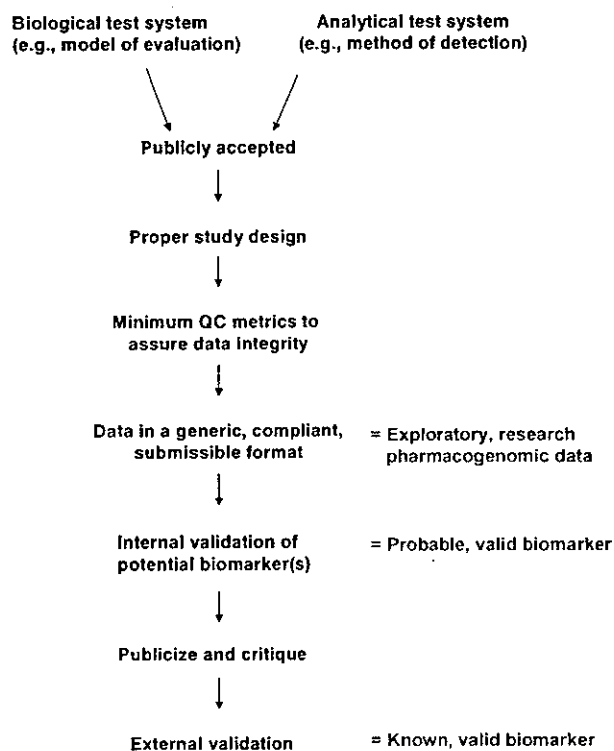 Biological test system
(e.g., model of evaluation)
Analytical test system
(e.g., method of detection)
Publicly accepted
Proper study design
Minimum QC metrics to
assure data integrity
Data in a generic, compliant,
submissible format
= Exploratory, research
pharmacogenomic data
Internal validation of
potential biomarker(s)
= Probable, valid biomarker
Publicize and critique
External validation
= Known, valid biomarker